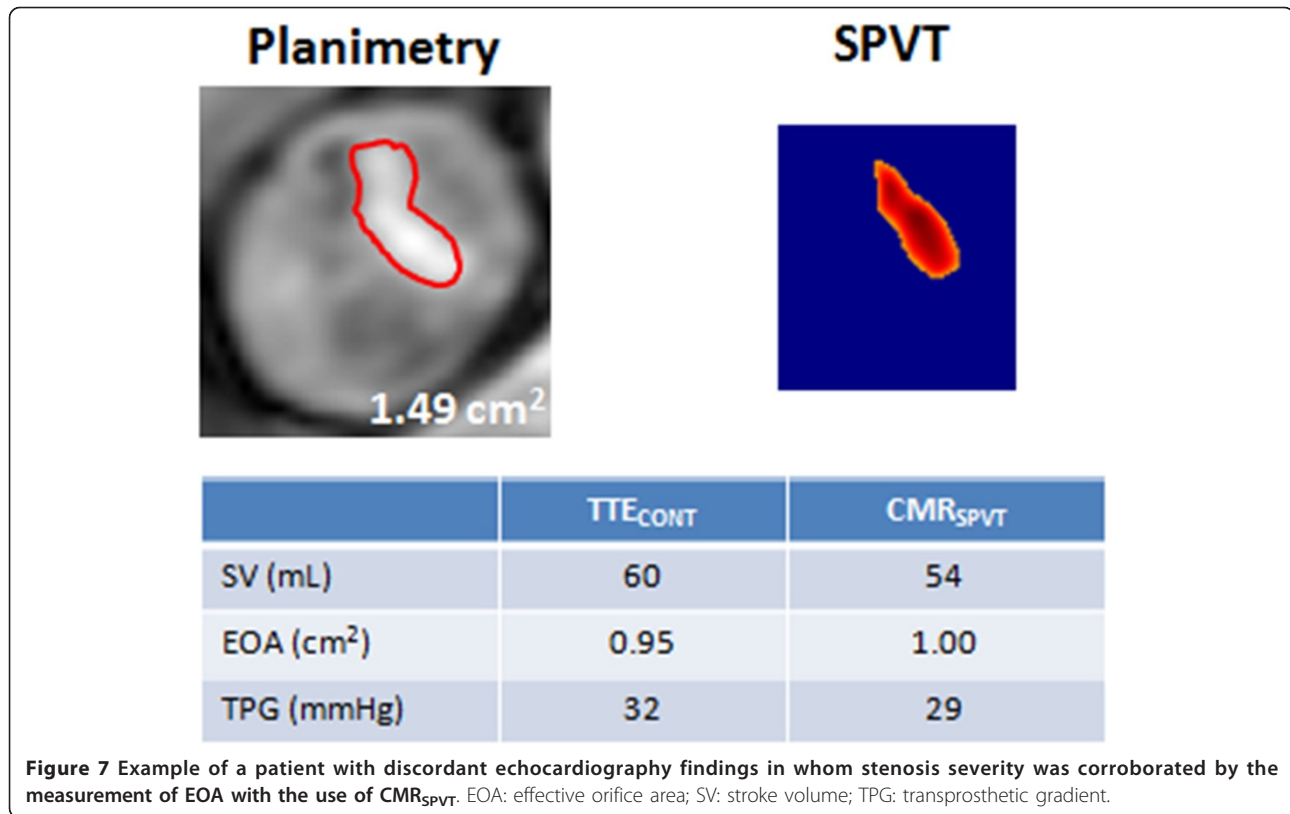 Planimetry SPVT
1.49 cm²
TTE_CONT CMR_SPVT
SV (mL) 60 54
EOA (cm²) 0.95 1.00
TPG (mmHg) 32 29
Figure 7 Example of a patient with discordant echocardiography findings in whom stenosis severity was corroborated by the
measurement of EOA with the use of CMR_SPVT. EOA: effective orifice area; SV: stroke volume; TPG: transprosthetic gradient.